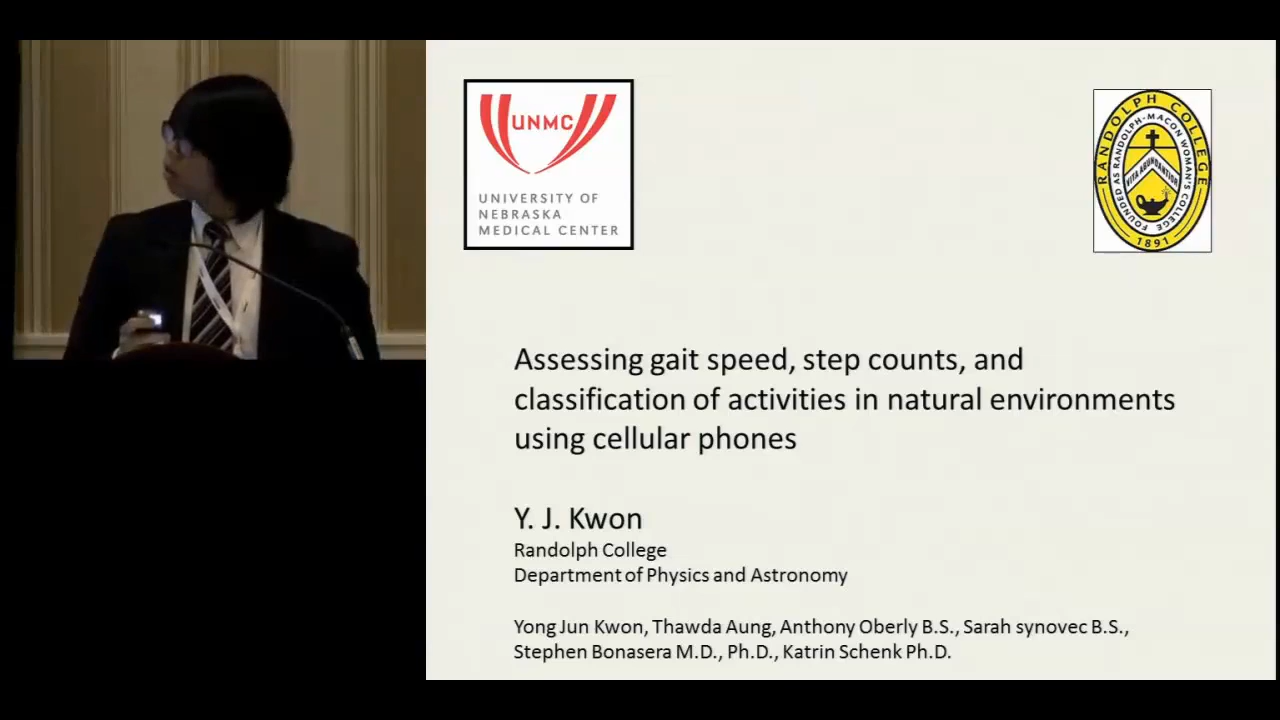 UNMC
UNIVERSITY OF
NEBRASKA
MEDICAL CENTER
RANDOLPH COLLEGE
FOUNDED AS RANDOLPH-MACON WOMAN'S COLLEGE
VITA ABUNDANTIOR
1891
Assessing gait speed, step counts, and
classification of activities in natural environments
using cellular phones
Y. J. Kwon
Randolph College
Department of Physics and Astronomy
Yong Jun Kwon, Thawda Aung, Anthony Oberly B.S., Sarah synovec B.S.,
Stephen Bonasera M.D., Ph.D., Katrin Schenk Ph.D.